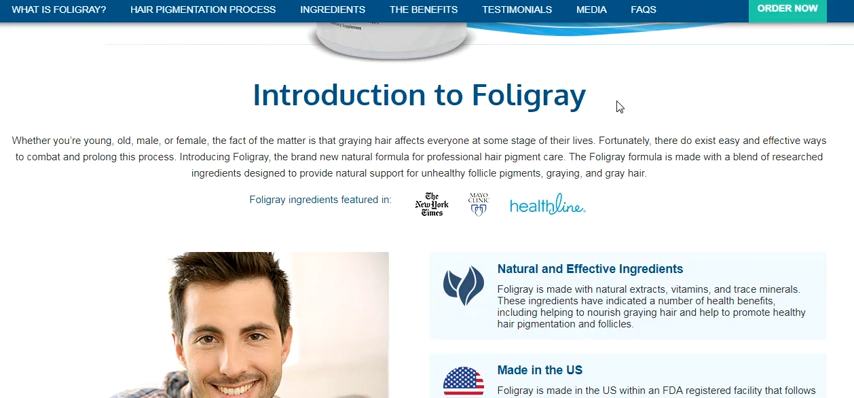 WHAT IS FOLIGRAY? HAIR PIGMENTATION PROCESS INGREDIENTS THE BENEFITS TESTIMONIALS MEDIA FAQS ORDER NOW
Introduction to Foligray
Whether you're young, old, male, or female, the fact of the matter is that graying hair affects everyone at some stage of their lives. Fortunately, there do exist easy and effective ways
to combat and prolong this process. Introducing Foligray, the brand new natural formula for professional hair pigment care. The Foligray formula is made with a blend of researched
ingredients designed to provide natural support for unhealthy follicle pigments, graying, and gray hair.
Foligray ingredients featured in:
The
New York
Times
MAYO
CLINIC
healthline.
Natural and Effective Ingredients
Foligray is made with natural extracts, vitamins, and trace minerals.
These ingredients have indicated a number of health benefits,
including helping to nourish graying hair and help to promote healthy
hair pigmentation and follicles.
Made in the US
Foligray is made in the US within an FDA registered facility that follows